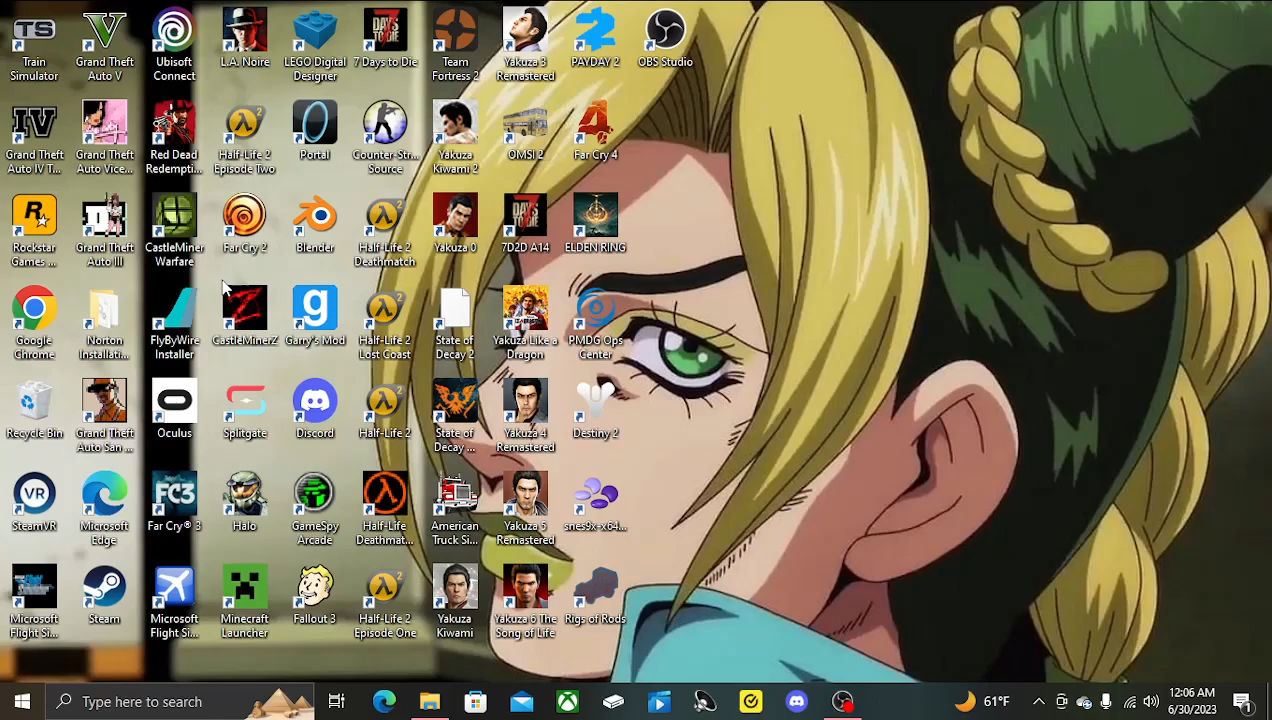 Train
Simulator
Grand Theft
Auto V
Ubisoft
Connect
L.A. Noire
LEGO Digital
Designer
7 Days to Die
Team
Fortress 2
Yakuza 3
Remastered
PAYDAY 2
OBS Studio
Grand Theft
Auto IV T...
Grand Theft
Auto Vice...
Red Dead
Redempti...
Half-Life 2
Episode Two
Portal
Counter-Str...
Source
Yakuza
Kiwami 2
OMSI 2
Far Cry 4
Rockstar
Games ...
Grand Theft
Auto III
CastleMiner
Warfare
Far Cry 2
Blender
Half-Life 2
Deathmatch
Yakuza 0
7D2D A14
ELDEN RING
Google
Chrome
Norton
Installati...
FlyByWire
Installer
CastleMinerZ
Garry's Mod
Half-Life 2
Lost Coast
State of
Decay 2
Yakuza Like a
Dragon
PMDG Ops
Center
Recycle Bin
Grand Theft
Auto San ...
Oculus
Splitgate
Discord
Half-Life 2
State of
Decay ...
Yakuza 4
Remastered
Destiny 2
SteamVR
Microsoft
Edge
Far Cry® 3
Halo
GameSpy
Arcade
Half-Life
Deathmat...
American
Truck Si...
Yakuza 5
Remastered
snes9x-x64...
Microsoft
Flight Si...
Steam
Microsoft
Flight Si...
Minecraft
Launcher
Fallout 3
Half-Life 2
Episode One
Yakuza
Kiwami
Yakuza 6 The
Song of Life
Rigs of Rods
Type here to search
61°F
12:06 AM
6/30/2023
1